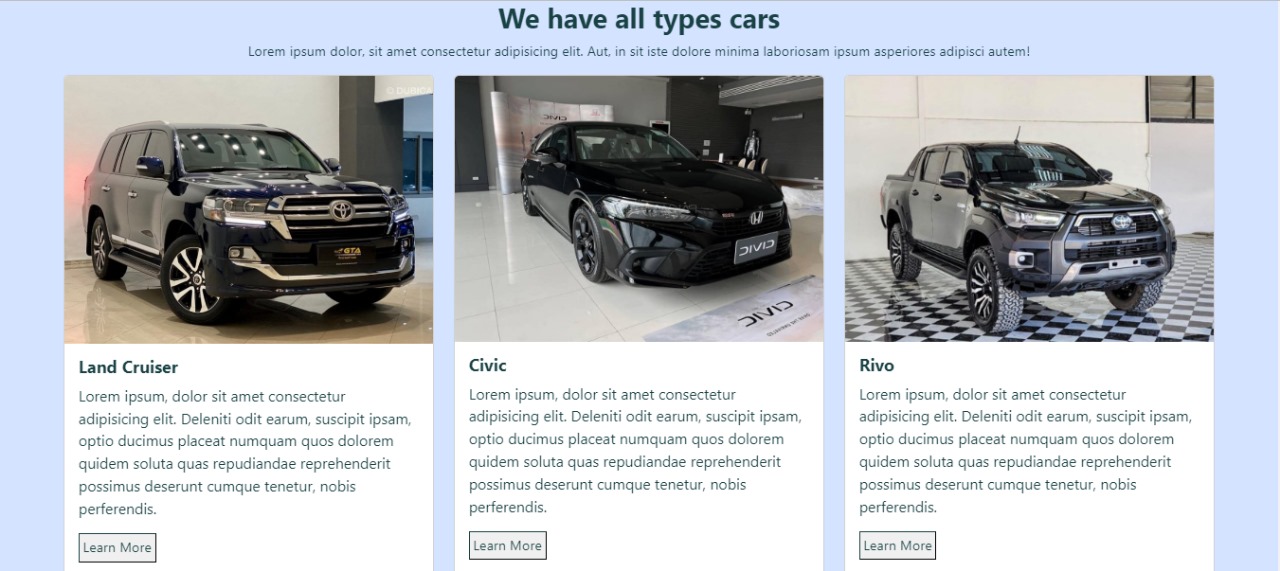 We have all types cars
Lorem ipsum dolor, sit amet consectetur adipisicing elit. Aut, in sit iste dolore minima laboriosam ipsum asperiores adipisci autem!
GTA
CIVIC
CIVIC
CIVIC
Land Cruiser
Lorem ipsum, dolor sit amet consectetur
adipisicing elit. Deleniti odit earum, suscipit ipsam,
optio ducimus placeat numquam quos dolorem
quidem soluta quas repudiandae reprehenderit
possimus deserunt cumque tenetur, nobis
perferendis.
Learn More
Civic
Lorem ipsum, dolor sit amet consectetur
adipisicing elit. Deleniti odit earum, suscipit ipsam,
optio ducimus placeat numquam quos dolorem
quidem soluta quas repudiandae reprehenderit
possimus deserunt cumque tenetur, nobis
perferendis.
Learn More
Rivo
Lorem ipsum, dolor sit amet consectetur
adipisicing elit. Deleniti odit earum, suscipit ipsam,
optio ducimus placeat numquam quos dolorem
quidem soluta quas repudiandae reprehenderit
possimus deserunt cumque tenetur, nobis
perferendis.
Learn More